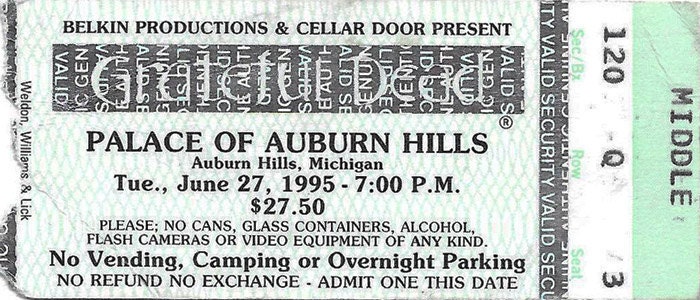 BELKIN PRODUCTIONS & CELLAR DOOR PRESENT
Grateful Dead
®
PALACE OF AUBURN HILLS
Auburn Hills, Michigan
Tue., June 27, 1995 - 7:00 P.M.
$27.50
PLEASE; NO CANS, GLASS CONTAINERS, ALCOHOL,
FLASH CAMERAS OR VIDEO EQUIPMENT OF ANY KIND.
No Vending, Camping or Overnight Parking
NO REFUND NO EXCHANGE - ADMIT ONE THIS DATE
Weldon, Williams & Lick
VALID SECURITY VALID SECURITY
Sec/Bx
120
Row
Q
Seat
3
MIDDLE